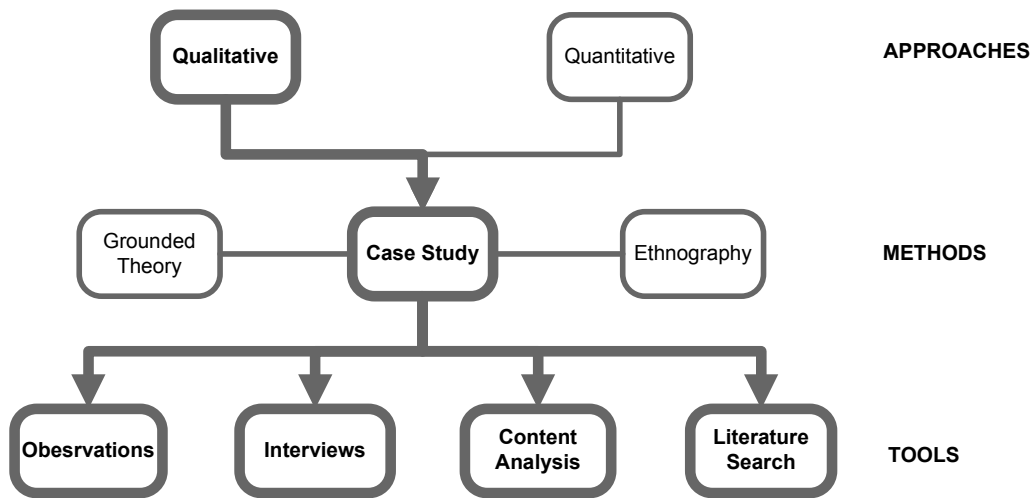 Qualitative
Quantitative
APPROACHES
Grounded
Theory
Case Study
Ethnography
METHODS
Obesrvations
Interviews
Content
Analysis
Literature
Search
TOOLS